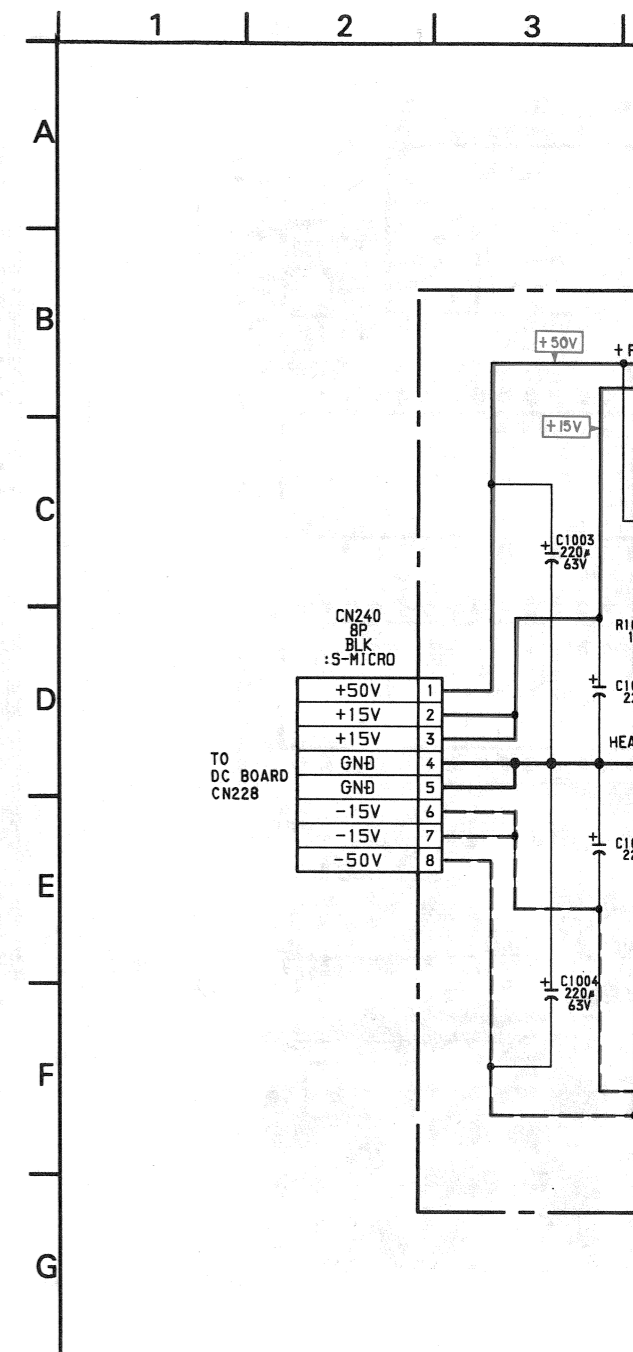 1 2 3
A
B
C
D
E
F
G
+50V
+15V
C1003
220µ
63V
CN240
8P
BLK
:S-MICRO
+50V 1
+15V 2
+15V 3
GND 4
GND 5
-15V 6
-15V 7
-50V 8
TO
DC BOARD
CN228
C1004
220µ
63V